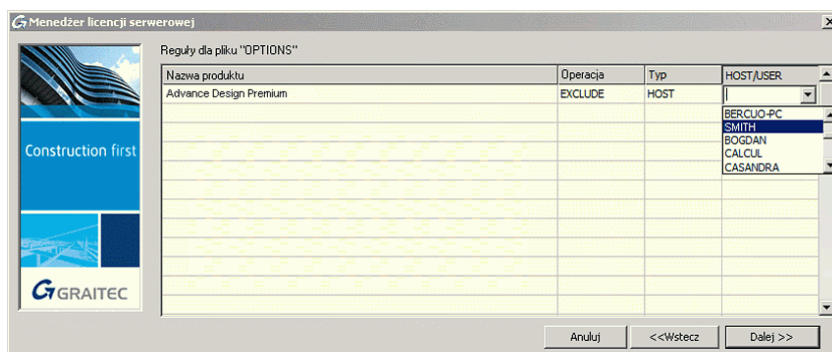 Menedżer licencji serwerowej
Reguły dla pliku "OPTIONS"
Nazwa produktu Operacja Typ HOST/USER
Advance Design Premium EXCLUDE HOST
BERCUO-PC
SMITH
BOGDAN
CALCUL
CASANDRA
Construction first
GRAITEC
Anuluj <<Wstecz Dalej >>